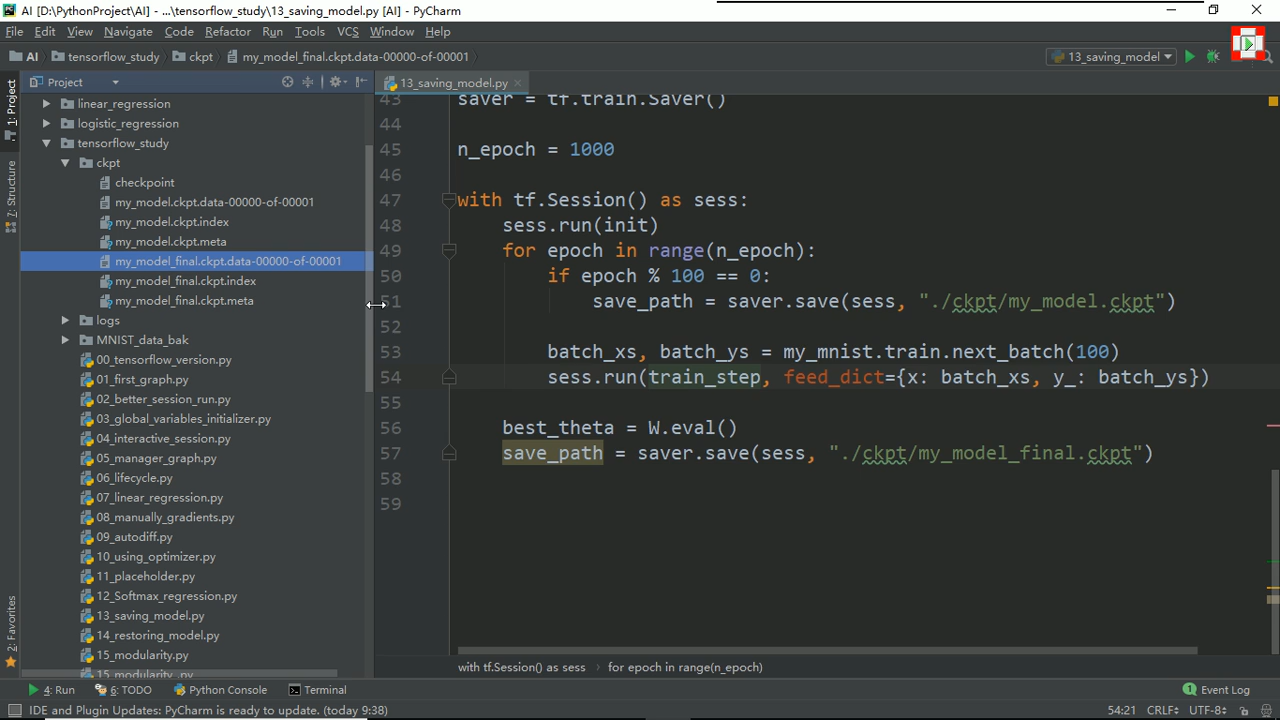 AI [D:\PythonProject\AI] - ...\tensorflow_study\13_saving_model.py [AI] - PyCharm
File Edit View Navigate Code Refactor Run Tools VCS Window Help
AI tensorflow_study ckpt my_model_final.ckpt.data-00000-of-00001 13_saving_model
Project
13_saving_model.py
1: Project
7: Structure
2: Favorites
linear_regression
logistic_regression
tensorflow_study
ckpt
checkpoint
my_model.ckpt.data-00000-of-00001
my_model.ckpt.index
my_model.ckpt.meta
my_model_final.ckpt.data-00000-of-00001
my_model_final.ckpt.index
my_model_final.ckpt.meta
logs
MNIST_data_bak
00_tensorflow_version.py
01_first_graph.py
02_better_session_run.py
03_global_variables_initializer.py
04_interactive_session.py
05_manager_graph.py
06_lifecycle.py
07_linear_regression.py
08_manually_gradients.py
09_autodiff.py
10_using_optimizer.py
11_placeholder.py
12_Softmax_regression.py
13_saving_model.py
14_restoring_model.py
15_modularity.py
15_modularity_.py
43 saver = tf.train.Saver()
44
45 n_epoch = 1000
46
47 with tf.Session() as sess:
48 sess.run(init)
49 for epoch in range(n_epoch):
50 if epoch % 100 == 0:
51 save_path = saver.save(sess, "./ckpt/my_model.ckpt")
52
53 batch_xs, batch_ys = my_mnist.train.next_batch(100)
54 sess.run(train_step, feed_dict={x: batch_xs, y_: batch_ys})
55
56 best_theta = W.eval()
57 save_path = saver.save(sess, "./ckpt/my_model_final.ckpt")
58
59
with tf.Session() as sess for epoch in range(n_epoch)
4: Run 6: TODO Python Console Terminal 1 Event Log
IDE and Plugin Updates: PyCharm is ready to update. (today 9:38) 54:21 CRLF UTF-8